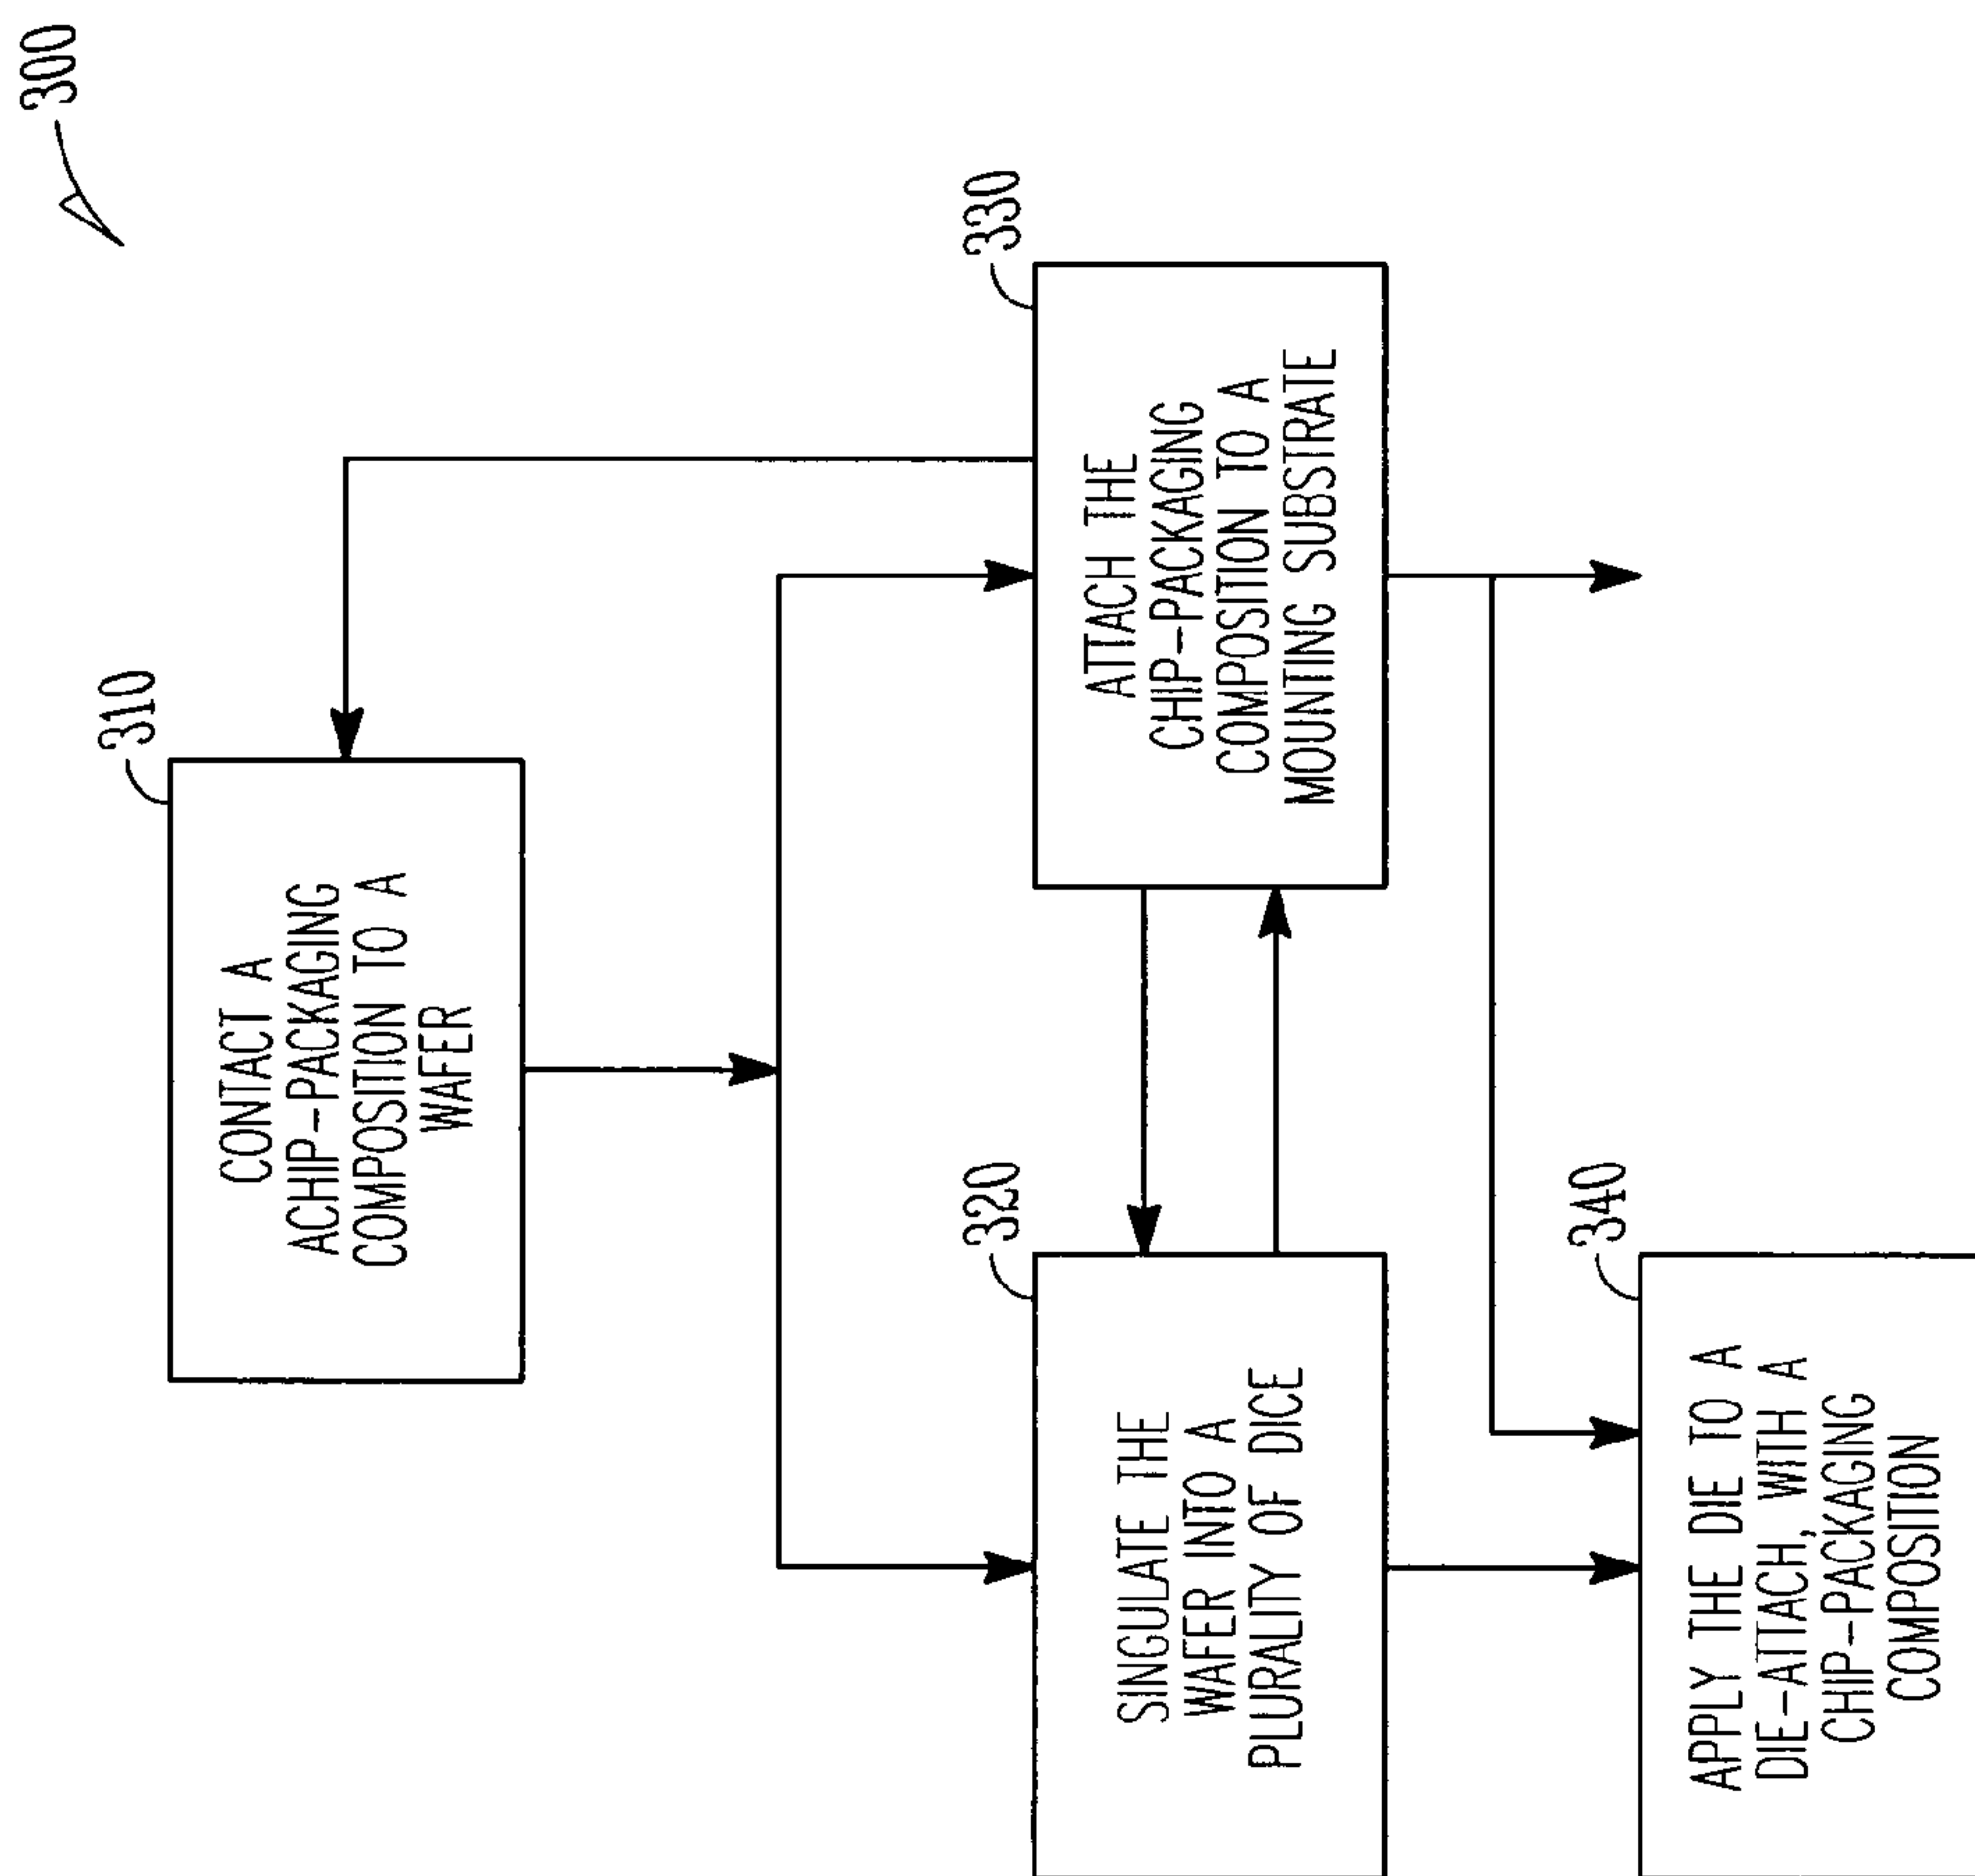 300
310
CONTACT A
ACHIP-PACKAGING
COMPOSITION TO A
WAFER
320
SINGULATE THE
WAFER INTO A
PLURALITY OF DICE
330
ATTACH THE
CHIP-PACKAGING
COMPOSITION TO A
MOUNTING SUBSTRATE
340
APPLY THE DIE TO A
DIE-ATTACH, WITH A
CHIP-PACKAGING
COMPOSITION